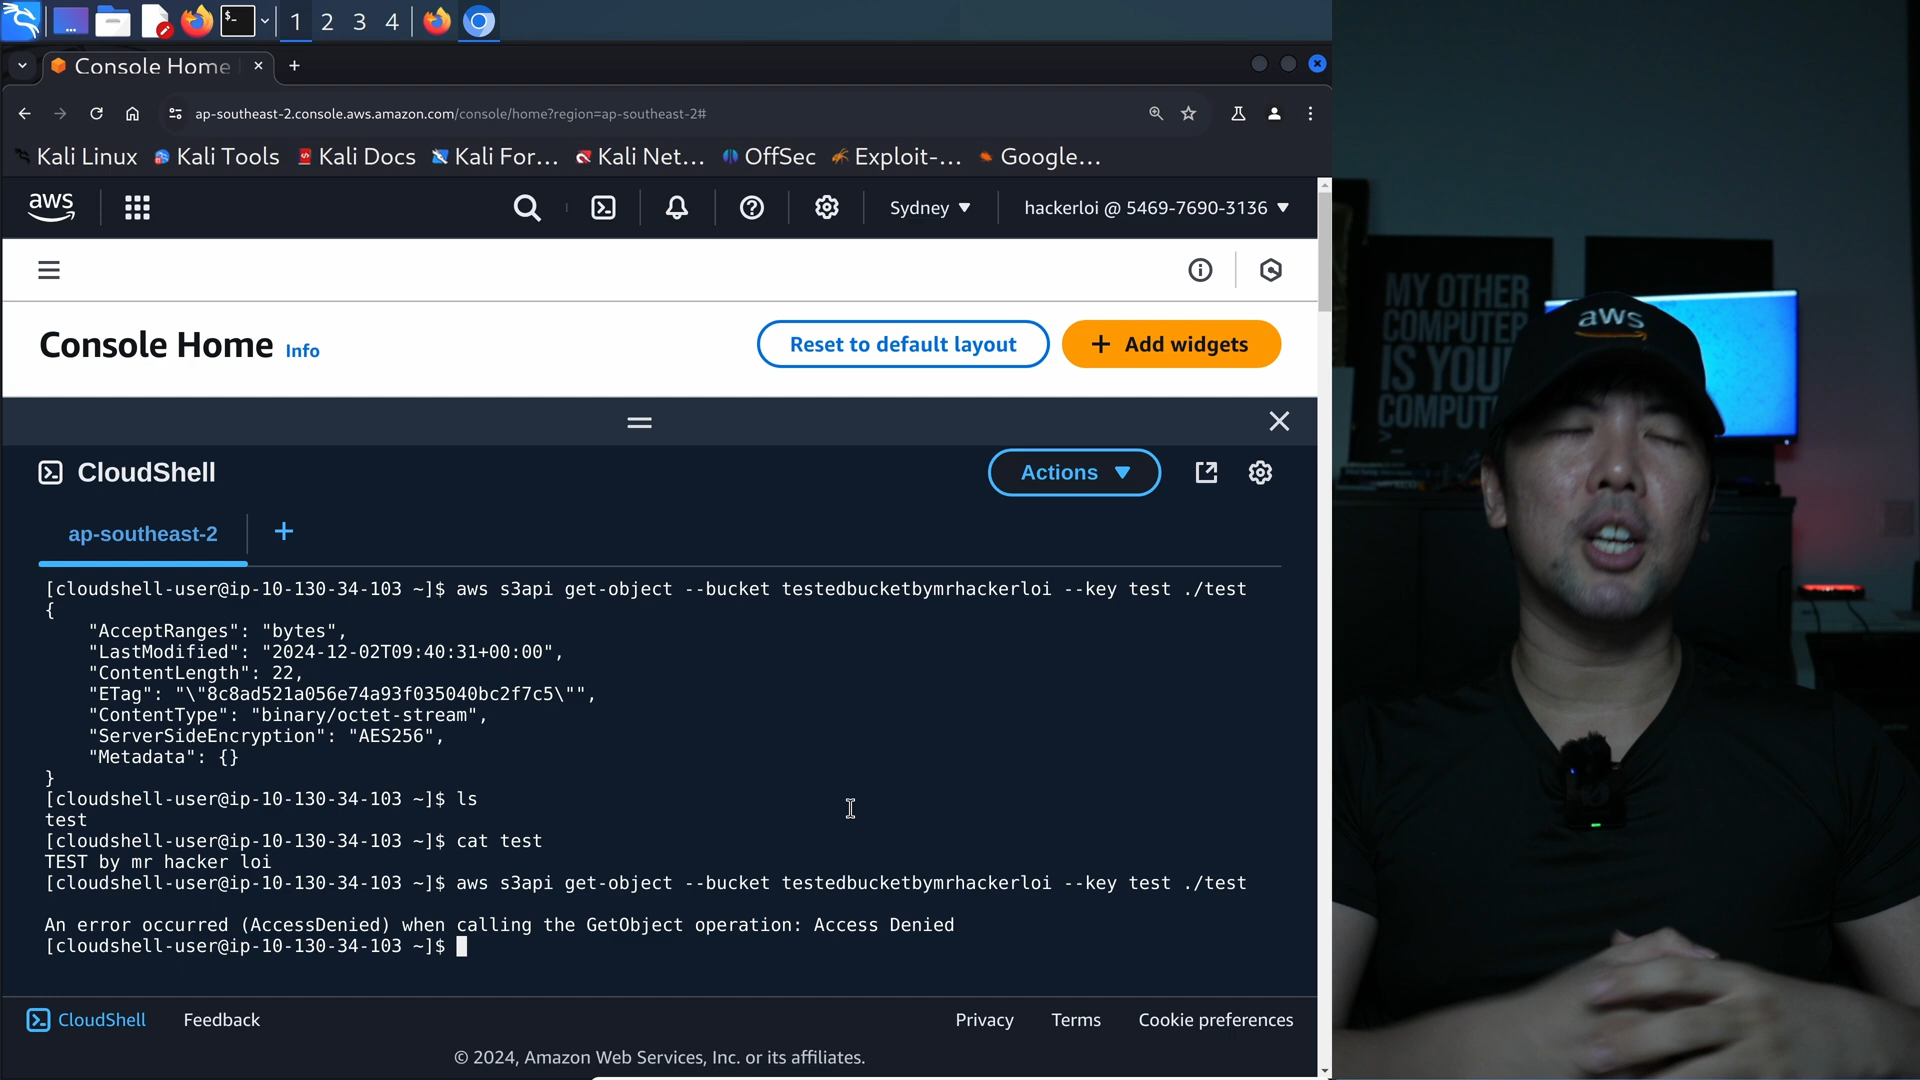 1 2 3 4
Console Home
ap-southeast-2.console.aws.amazon.com/console/home?region=ap-southeast-2#
Kali Linux Kali Tools Kali Docs Kali For... Kali Net... OffSec Exploit-... Google...
aws Sydney hackerloi @ 5469-7690-3136
Console Home Info Reset to default layout + Add widgets
CloudShell Actions
ap-southeast-2 +
[cloudshell-user@ip-10-130-34-103 ~]$ aws s3api get-object --bucket testedbucketbymrhackerloi --key test ./test
{
"AcceptRanges": "bytes",
"LastModified": "2024-12-02T09:40:31+00:00",
"ContentLength": 22,
"ETag": "\"8c8ad521a056e74a93f035040bc2f7c5\"",
"ContentType": "binary/octet-stream",
"ServerSideEncryption": "AES256",
"Metadata": {}
}
[cloudshell-user@ip-10-130-34-103 ~]$ ls
test
[cloudshell-user@ip-10-130-34-103 ~]$ cat test
TEST by mr hacker loi
[cloudshell-user@ip-10-130-34-103 ~]$ aws s3api get-object --bucket testedbucketbymrhackerloi --key test ./test
An error occurred (AccessDenied) when calling the GetObject operation: Access Denied
[cloudshell-user@ip-10-130-34-103 ~]$
CloudShell Feedback Privacy Terms Cookie preferences
© 2024, Amazon Web Services, Inc. or its affiliates.
MY OTHER
COMPUTER
IS YOU
COMPUT
aws